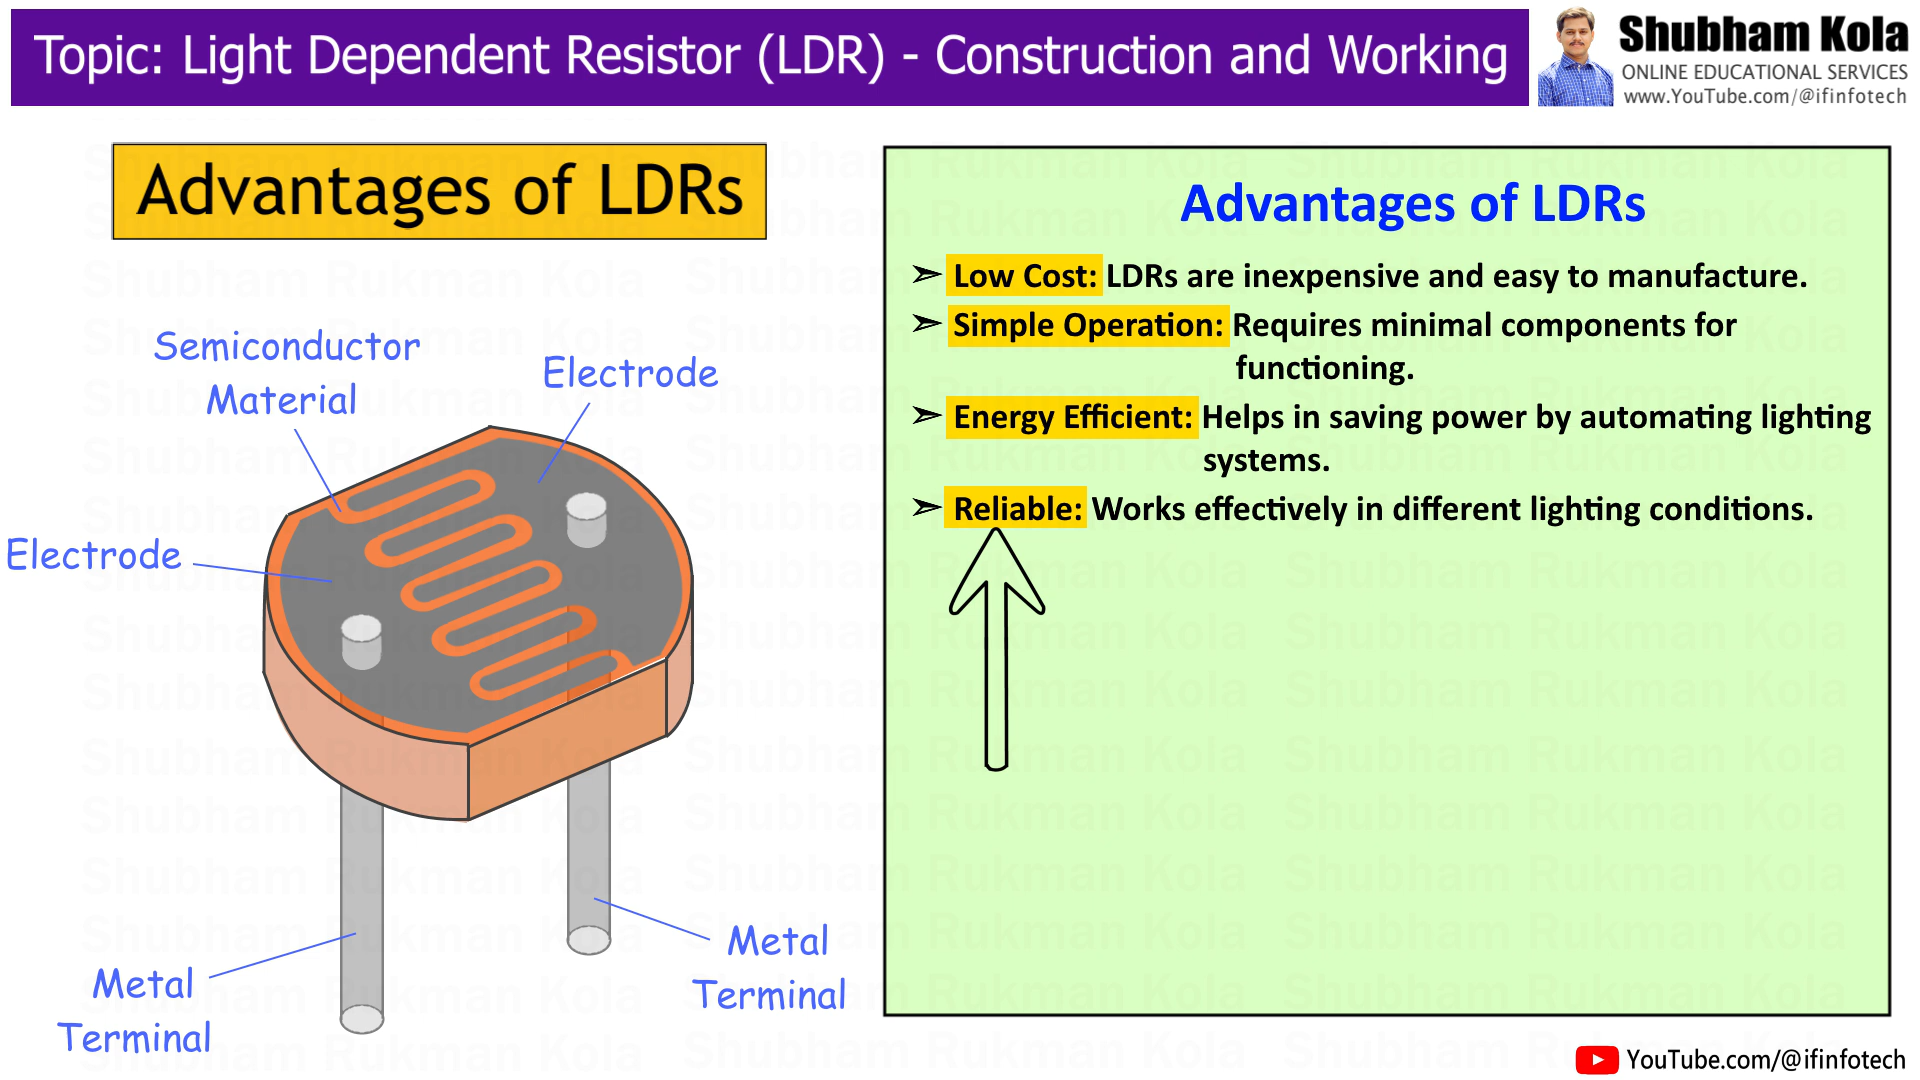 Topic: Light Dependent Resistor (LDR) - Construction and Working
Shubham Kola
ONLINE EDUCATIONAL SERVICES
www.YouTube.com/@ifinfotech
Advantages of LDRs
Semiconductor
Material
Electrode
Electrode
Metal
Terminal
Metal
Terminal
Advantages of LDRs
➢ Low Cost: LDRs are inexpensive and easy to manufacture.
➢ Simple Operation: Requires minimal components for
functioning.
➢ Energy Efficient: Helps in saving power by automating lighting
systems.
➢ Reliable: Works effectively in different lighting conditions.
Shubham Rukman Kola
YouTube.com/@ifinfotech